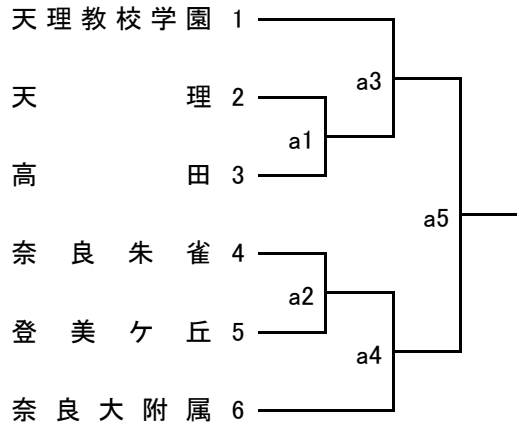 天理教校学園 1
a3
天理 2
a1
高田 3
a5
奈良朱雀 4
a2
登美ケ丘 5
a4
奈良大附属 6